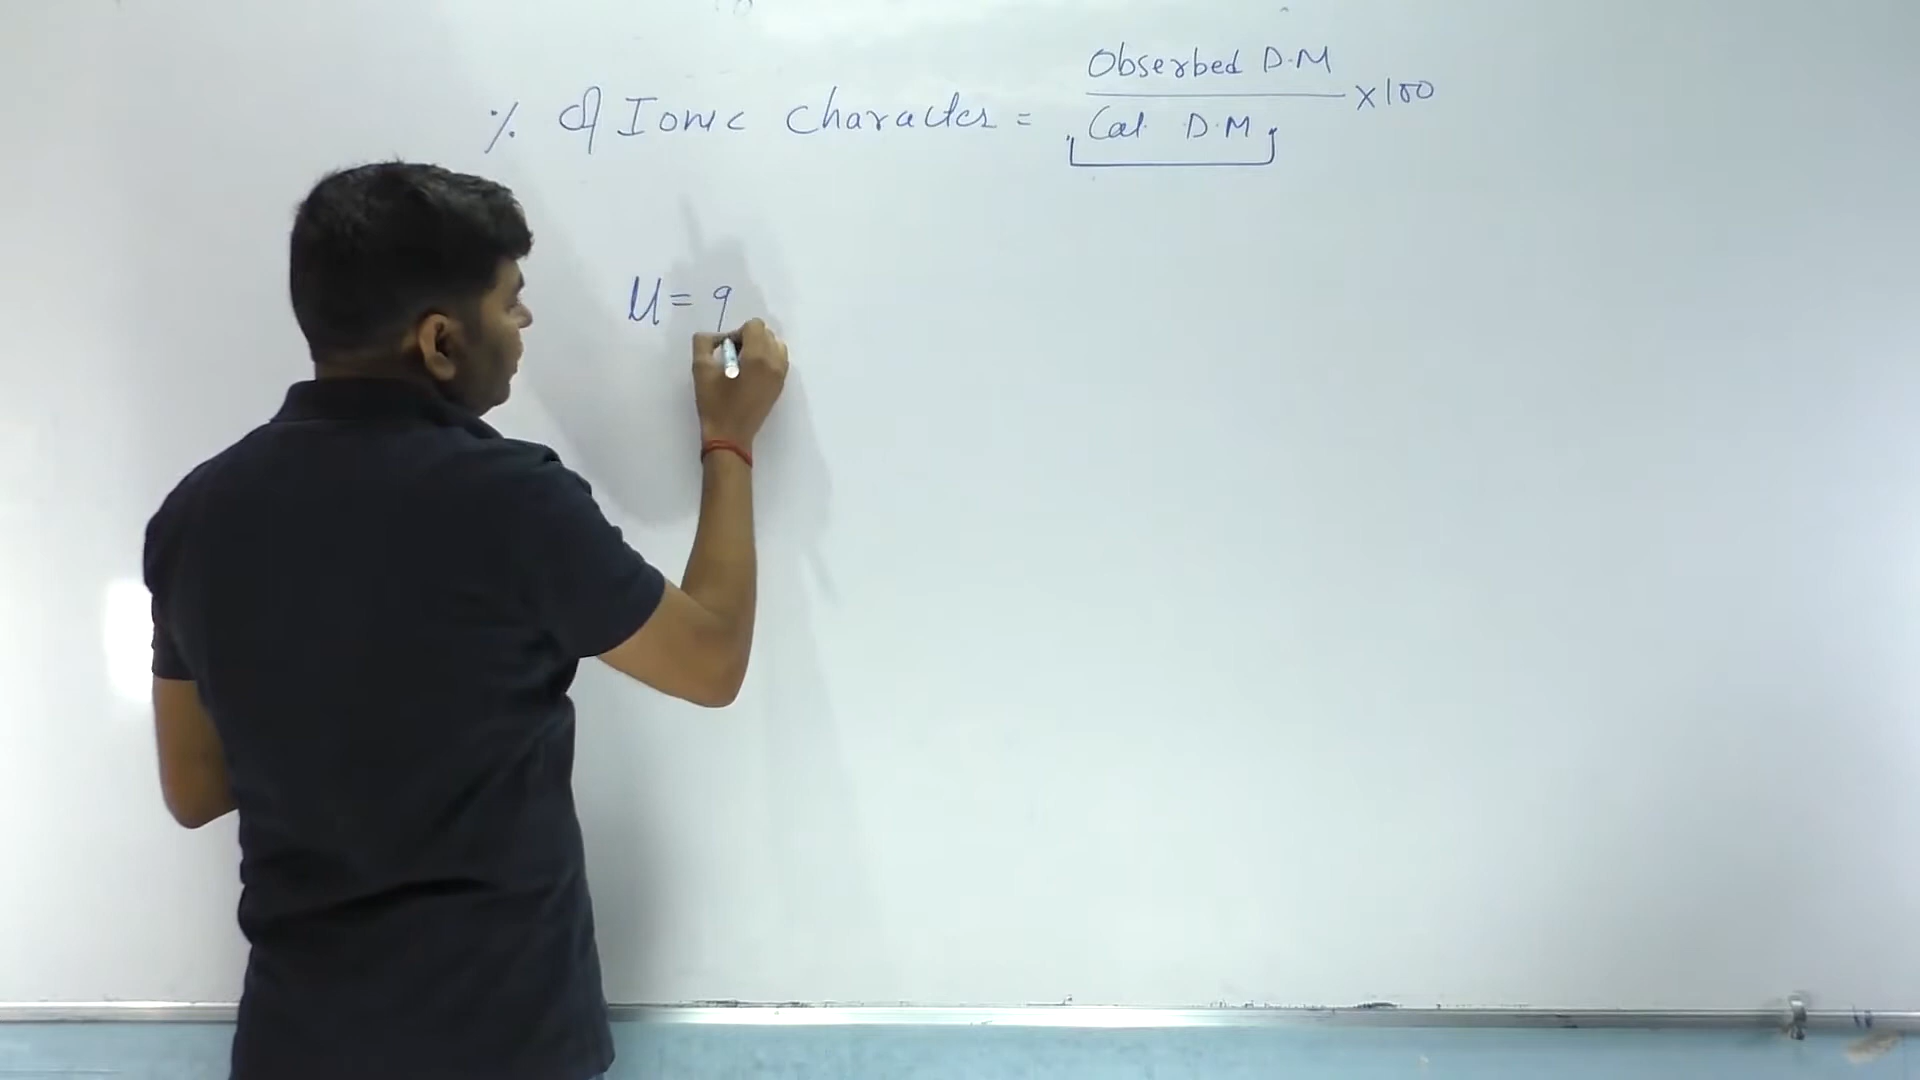 % of Ionic Character = Obserbed D.M / Cal. D.M × 100
μ = q